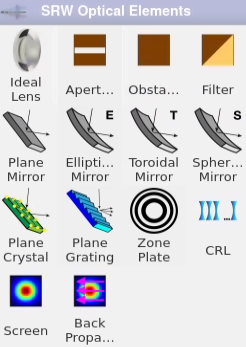 SRW Optical Elements
Ideal Lens
Apert...
Obsta...
Filter
E
T
S
Plane Mirror
Ellipti... Mirror
Toroidal Mirror
Spher... Mirror
Plane Crystal
Plane Grating
Zone Plate
CRL
Screen
Back Propa...